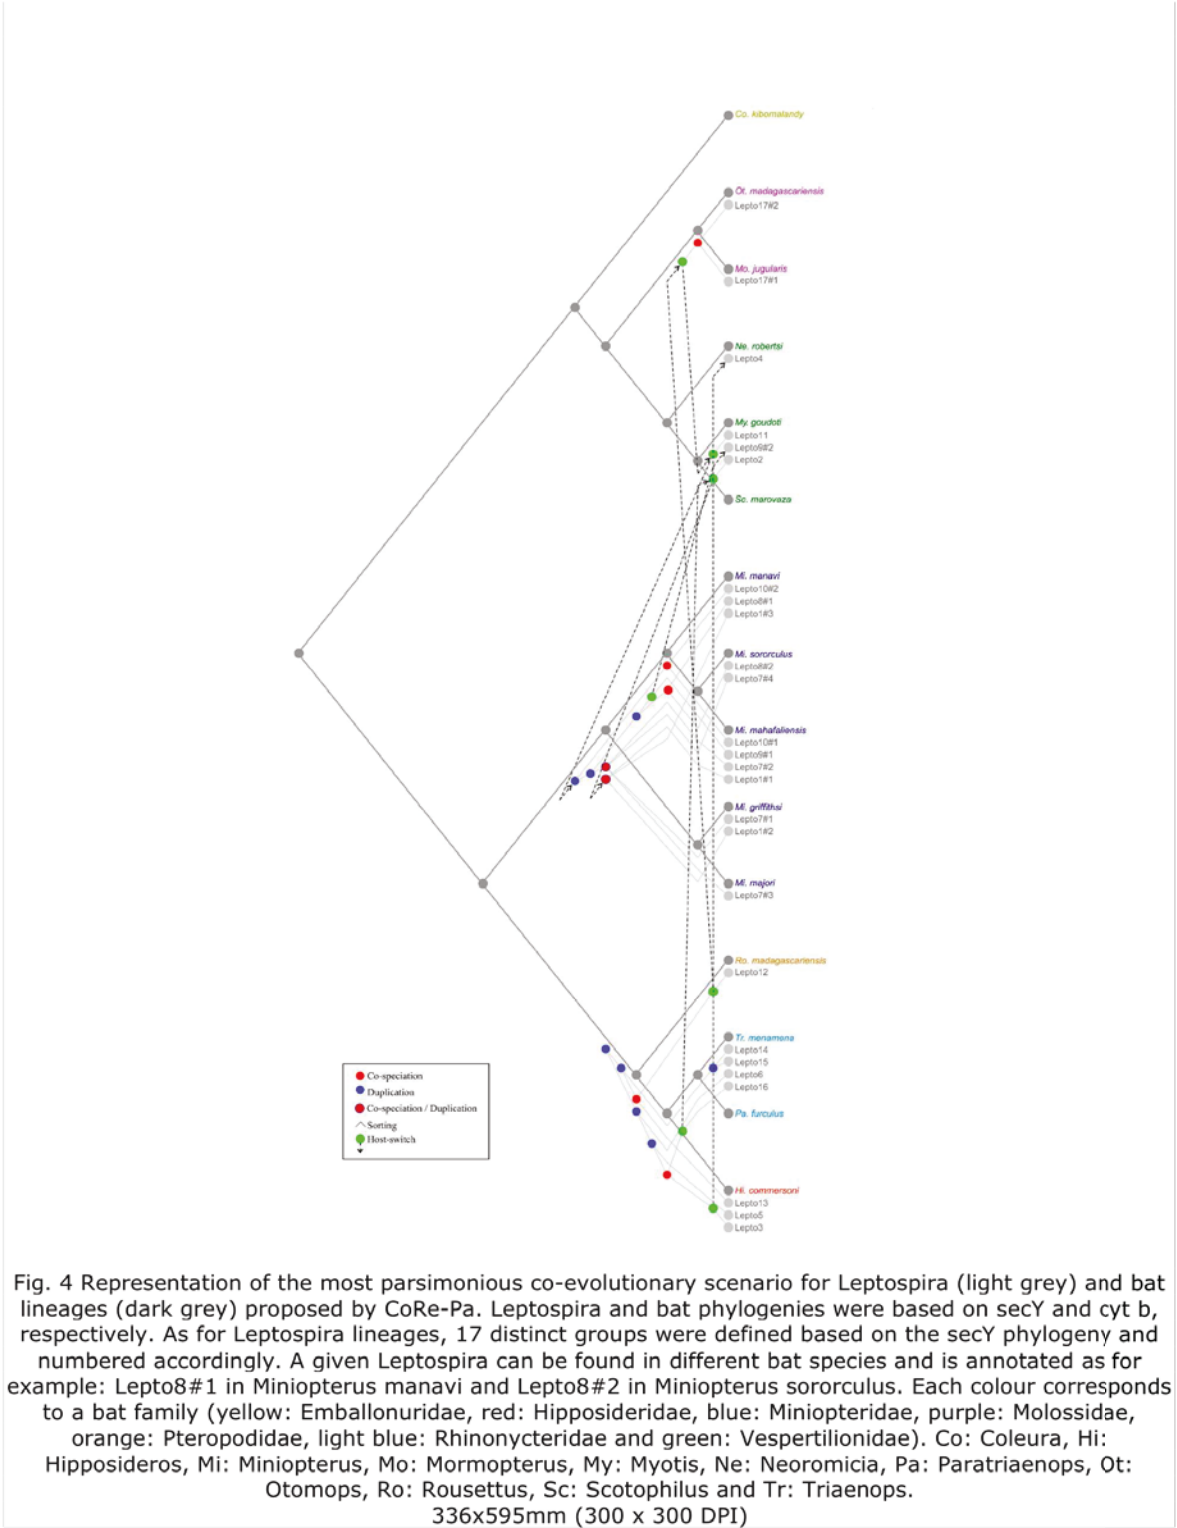 Co. kibomalandy
Ot. madagascariensis
Lepto17#2
Mo. jugularis
Lepto17#1
Ne. robertsi
Lepto4
My. goudoti
Lepto11
Lepto9#2
Lepto2
Sc. marovaza
Mi. manavi
Lepto10#2
Lepto8#1
Lepto1#3
Mi. sororculus
Lepto8#2
Lepto7#4
Mi. mahafaliensis
Lepto10#1
Lepto9#1
Lepto7#2
Lepto1#1
Mi. griffithsi
Lepto7#1
Lepto1#2
Mi. majori
Lepto7#3
Ro. madagascariensis
Lepto12
Tr. menamena
Lepto14
Lepto15
Lepto6
Lepto16
Pa. furculus
Hi. commersoni
Lepto13
Lepto5
Lepto3
Co-speciation
Duplication
Co-speciation / Duplication
Sorting
Host-switch
Fig. 4 Representation of the most parsimonious co-evolutionary scenario for Leptospira (light grey) and bat
lineages (dark grey) proposed by CoRe-Pa. Leptospira and bat phylogenies were based on secY and cyt b,
respectively. As for Leptospira lineages, 17 distinct groups were defined based on the secY phylogeny and
numbered accordingly. A given Leptospira can be found in different bat species and is annotated as for
example: Lepto8#1 in Miniopterus manavi and Lepto8#2 in Miniopterus sororculus. Each colour corresponds
to a bat family (yellow: Emballonuridae, red: Hipposideridae, blue: Miniopteridae, purple: Molossidae,
orange: Pteropodidae, light blue: Rhinonycteridae and green: Vespertilionidae). Co: Coleura, Hi:
Hipposideros, Mi: Miniopterus, Mo: Mormopterus, My: Myotis, Ne: Neoromicia, Pa: Paratriaenops, Ot:
Otomops, Ro: Rousettus, Sc: Scotophilus and Tr: Triaenops.
336x595mm (300 x 300 DPI)